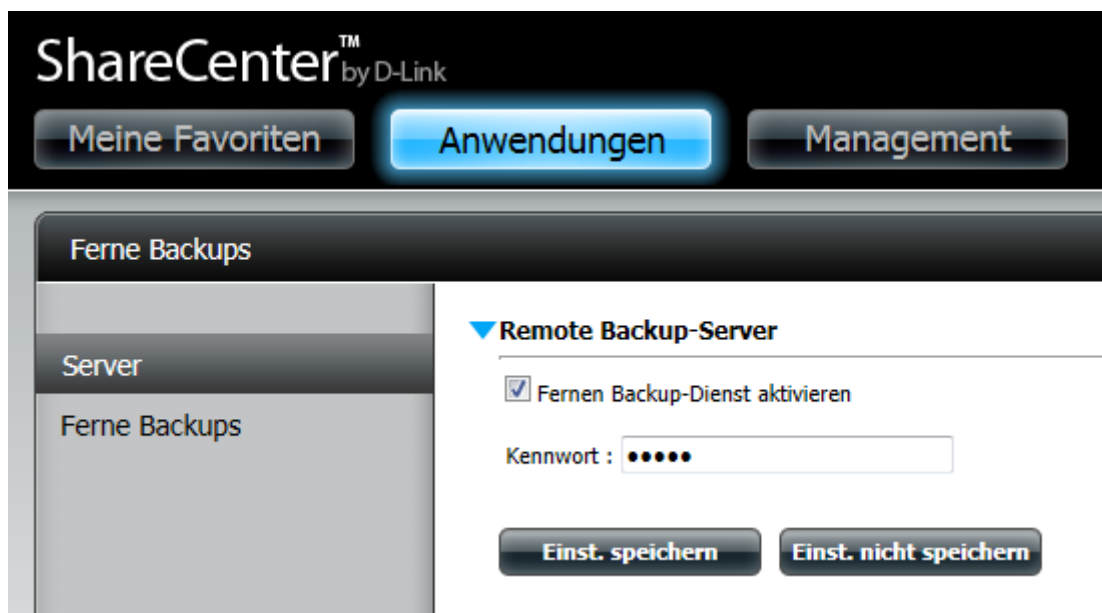 ShareCenter™ by D-Link
Meine Favoriten Anwendungen Management
Ferne Backups
Server
Ferne Backups
Remote Backup-Server
Fernen Backup-Dienst aktivieren
Kennwort : •••••
Einst. speichern Einst. nicht speichern